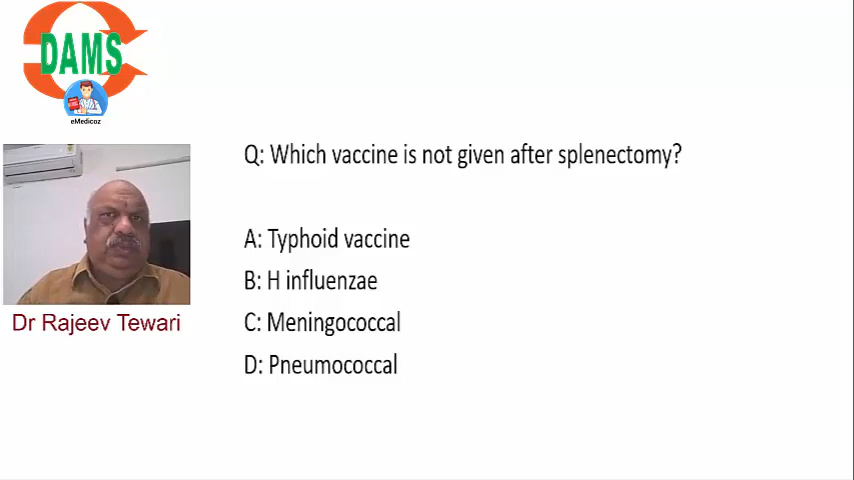 DAMS
eMedicoz
Q: Which vaccine is not given after splenectomy?
A: Typhoid vaccine
B: H influenzae
C: Meningococcal
D: Pneumococcal
Dr Rajeev Tewari